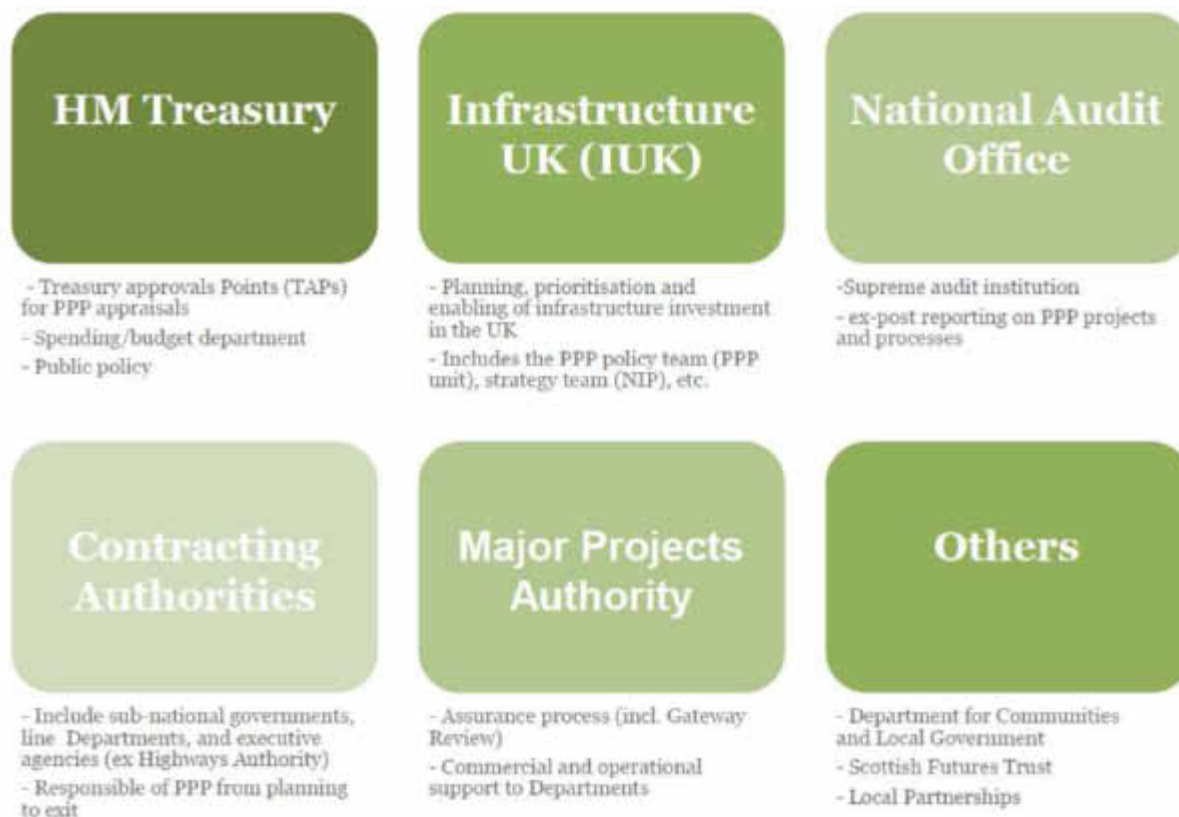 HM Treasury
- Treasury approvals Points (TAPs)
for PPP appraisals
- Spending/budget department
- Public policy
Infrastructure
UK (IUK)
- Planning, prioritisation and
enabling of infrastructure investment
in the UK
- Includes the PPP policy team (PPP
unit), strategy team (NIP), etc.
National Audit
Office
-Supreme audit institution
- ex-post reporting on PPP projects
and processes
Contracting
Authorities
- Include sub-national governments,
line Departments, and executive
agencies (ex Highways Authority)
- Responsible of PPP from planning
to exit
Major Projects
Authority
- Assurance process (incl. Gateway
Review)
- Commercial and operational
support to Departments
Others
- Department for Communities
and Local Government
- Scottish Futures Trust
- Local Partnerships